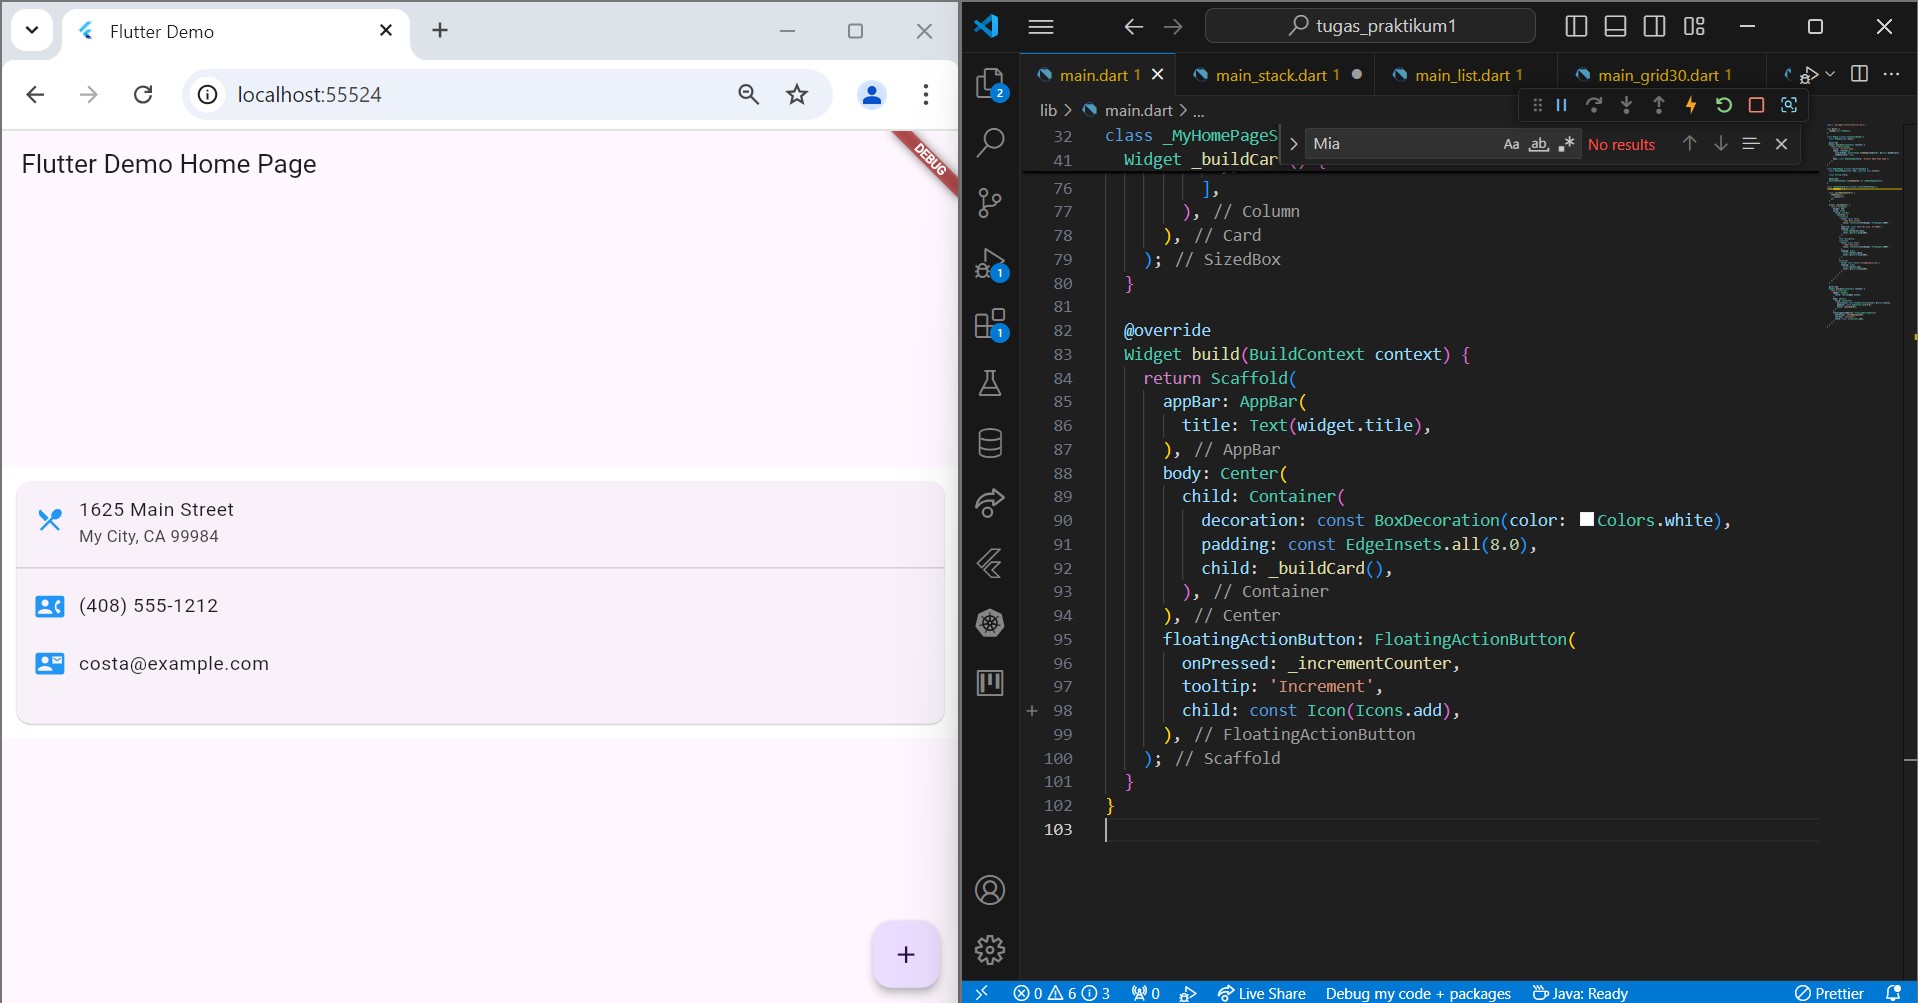 Flutter Demo
localhost:55524
Flutter Demo Home Page
DEBUG
1625 Main Street
My City, CA 99984
(408) 555-1212
costa@example.com
tugas_praktikum1
main.dart 1
main_stack.dart 1
main_list.dart 1
main_grid30.dart 1
lib > main.dart > ...
Mia
Aa
ab
No results
2
1
1
32 class _MyHomePageS
41 Widget _buildCar
76 ],
77 ), // Column
78 ), // Card
79 ); // SizedBox
80 }
81
82 @override
83 Widget build(BuildContext context) {
84 return Scaffold(
85 appBar: AppBar(
86 title: Text(widget.title),
87 ), // AppBar
88 body: Center(
89 child: Container(
90 decoration: const BoxDecoration(color: Colors.white),
91 padding: const EdgeInsets.all(8.0),
92 child: _buildCard(),
93 ), // Container
94 ), // Center
95 floatingActionButton: FloatingActionButton(
96 onPressed: _incrementCounter,
97 tooltip: 'Increment',
98 child: const Icon(Icons.add),
99 ), // FloatingActionButton
100 ); // Scaffold
101 }
102 }
103
0 6 3 0 Live Share Debug my code + packages Java: Ready Prettier